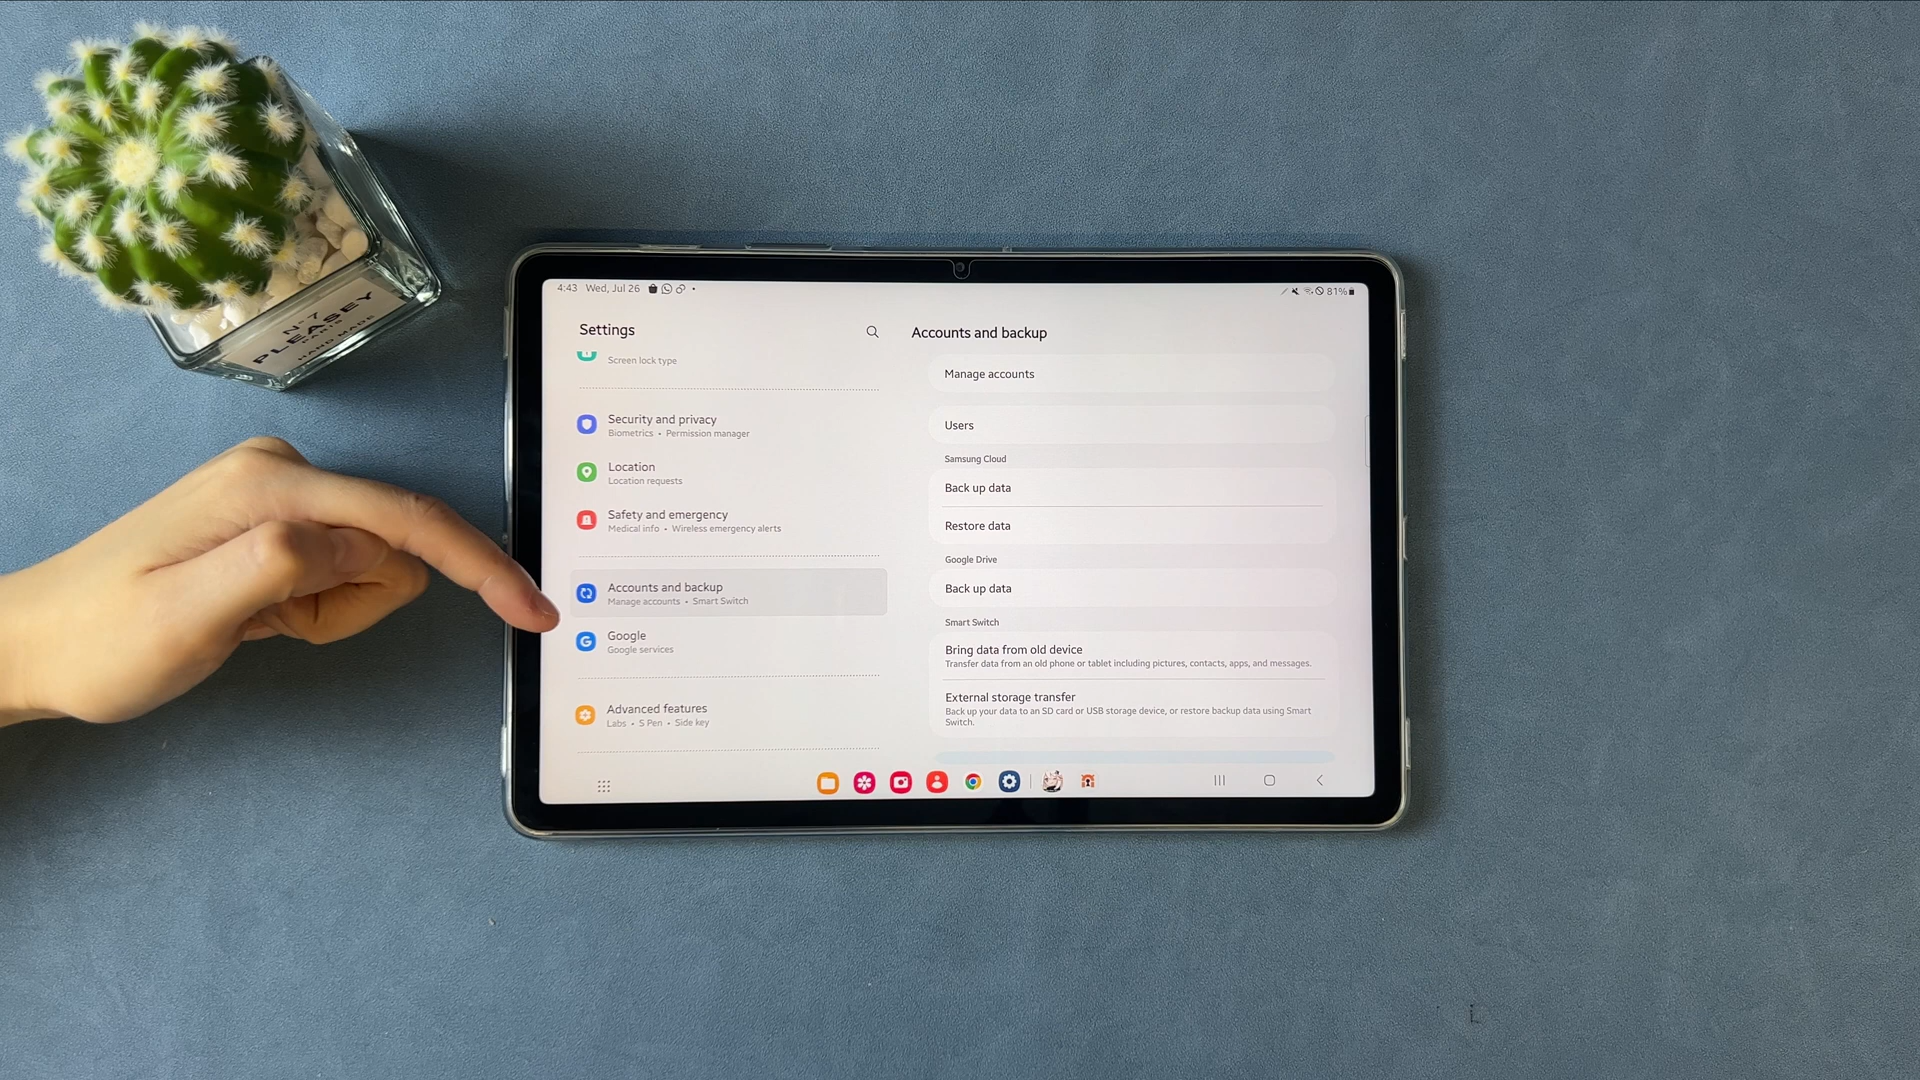 N-7
PLEASEY
PARIS
HAND MADE
4:43 Wed, Jul 26
81%
Settings
Screen lock type
Security and privacy
Biometrics • Permission manager
Location
Location requests
Safety and emergency
Medical info • Wireless emergency alerts
Accounts and backup
Manage accounts • Smart Switch
Google
Google services
Advanced features
Labs • S Pen • Side key
Accounts and backup
Manage accounts
Users
Samsung Cloud
Back up data
Restore data
Google Drive
Back up data
Smart Switch
Bring data from old device
Transfer data from an old phone or tablet including pictures, contacts, apps, and messages.
External storage transfer
Back up your data to an SD card or USB storage device, or restore backup data using Smart
Switch.